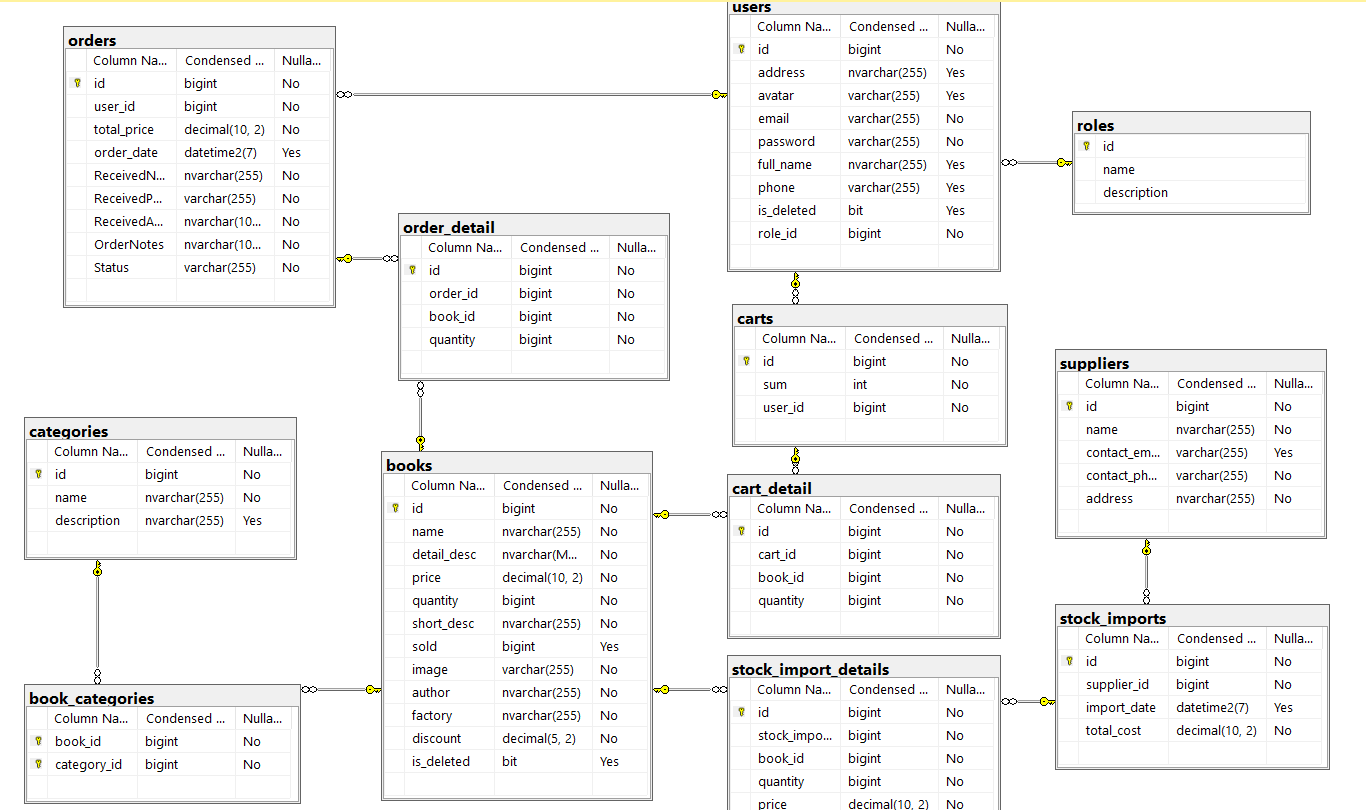 orders
Column Na... Condensed ... Nulla...
id bigint No
user_id bigint No
total_price decimal(10, 2) No
order_date datetime2(7) Yes
ReceivedN... nvarchar(255) No
ReceivedP... varchar(255) No
ReceivedA... nvarchar(10... No
OrderNotes nvarchar(10... No
Status varchar(255) No
users
Column Na... Condensed ... Nulla...
id bigint No
address nvarchar(255) Yes
avatar varchar(255) Yes
email varchar(255) No
password varchar(255) No
full_name nvarchar(255) Yes
phone varchar(255) Yes
is_deleted bit Yes
role_id bigint No
roles
id
name
description
order_detail
Column Na... Condensed ... Nulla...
id bigint No
order_id bigint No
book_id bigint No
quantity bigint No
carts
Column Na... Condensed ... Nulla...
id bigint No
sum int No
user_id bigint No
suppliers
Column Na... Condensed ... Nulla...
id bigint No
name nvarchar(255) No
contact_em... varchar(255) Yes
contact_ph... varchar(255) No
address nvarchar(255) No
categories
Column Na... Condensed ... Nulla...
id bigint No
name nvarchar(255) No
description nvarchar(255) Yes
books
Column Na... Condensed ... Nulla...
id bigint No
name nvarchar(255) No
detail_desc nvarchar(M... No
price decimal(10, 2) No
quantity bigint No
short_desc nvarchar(255) No
sold bigint Yes
image varchar(255) No
author nvarchar(255) No
factory nvarchar(255) No
discount decimal(5, 2) No
is_deleted bit Yes
cart_detail
Column Na... Condensed ... Nulla...
id bigint No
cart_id bigint No
book_id bigint No
quantity bigint No
stock_imports
Column Na... Condensed ... Nulla...
id bigint No
supplier_id bigint No
import_date datetime2(7) Yes
total_cost decimal(10, 2) No
book_categories
Column Na... Condensed ... Nulla...
book_id bigint No
category_id bigint No
stock_import_details
Column Na... Condensed ... Nulla...
id bigint No
stock_impo... bigint No
book_id bigint No
quantity bigint No
price decimal(10, 2) No